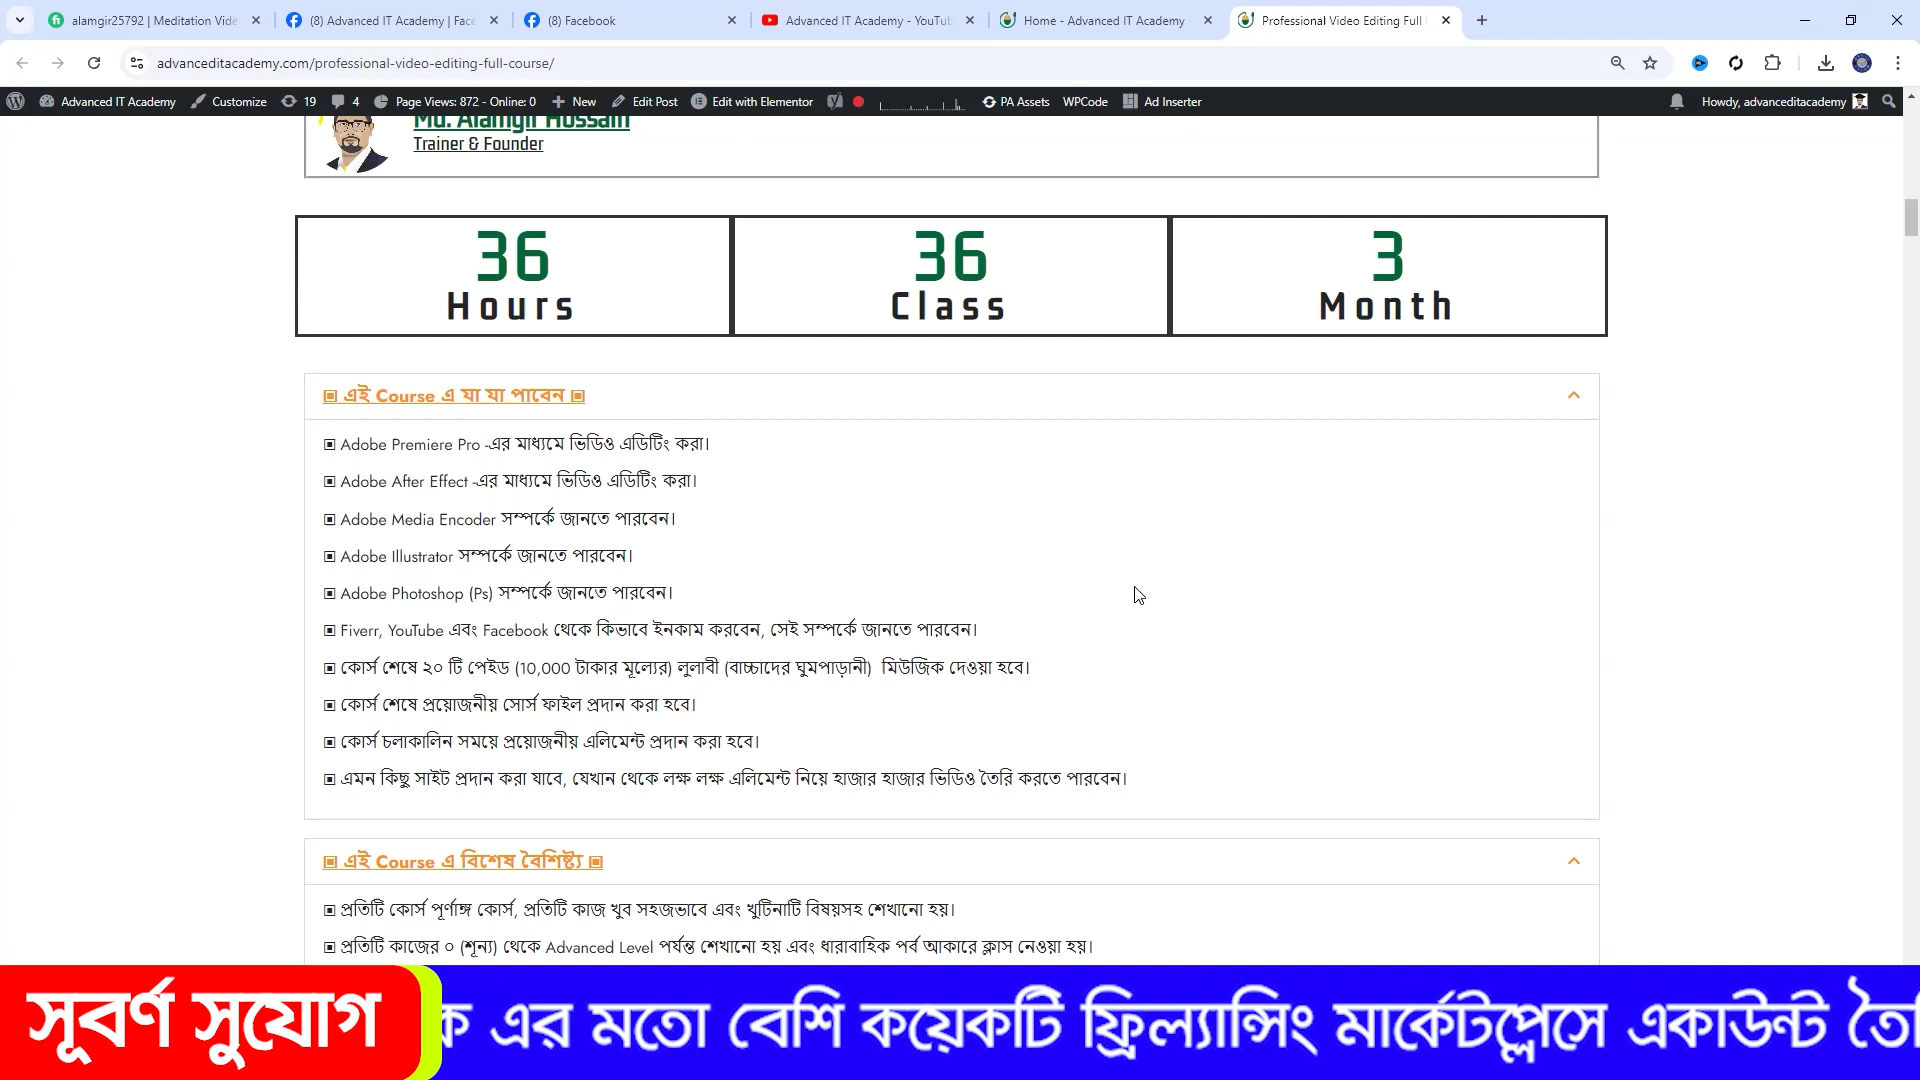 alamgir25792 | Meditation Vide
(8) Advanced IT Academy | Face
(8) Facebook
Advanced IT Academy - YouTub
Home - Advanced IT Academy
Professional Video Editing Full
advanceditacademy.com/professional-video-editing-full-course/
Advanced IT Academy Customize 19 4 Page Views: 872 - Online: 0 New Edit Post Edit with Elementor PA Assets WPCode Ad Inserter Howdy, advanceditacademy
Md. Alamgir Hossain
Trainer & Founder
36
Hours
36
Class
3
Month
▣ এই Course এ যা যা পাবেন ▣
▣ Adobe Premiere Pro -এর মাধ্যমে ভিডিও এডিটিং করা।
▣ Adobe After Effect -এর মাধ্যমে ভিডিও এডিটিং করা।
▣ Adobe Media Encoder সম্পর্কে জানতে পারবেন।
▣ Adobe Illustrator সম্পর্কে জানতে পারবেন।
▣ Adobe Photoshop (Ps) সম্পর্কে জানতে পারবেন।
▣ Fiverr, YouTube এবং Facebook থেকে কিভাবে ইনকাম করবেন, সেই সম্পর্কে জানতে পারবেন।
▣ কোর্স শেষে ২০ টি পেইড (10,000 টাকার মূল্যের) লুলাবী (বাচ্চাদের ঘুমপাড়ানী) মিউজিক দেওয়া হবে।
▣ কোর্স শেষে প্রয়োজনীয় সোর্স ফাইল প্রদান করা হবে।
▣ কোর্স চলাকালিন সময়ে প্রয়োজনীয় এলিমেন্ট প্রদান করা হবে।
▣ এমন কিছু সাইট প্রদান করা যাবে, যেখান থেকে লক্ষ লক্ষ এলিমেন্ট নিয়ে হাজার হাজার ভিডিও তৈরি করতে পারবেন।
▣ এই Course এ বিশেষ বৈশিষ্ট্য ▣
▣ প্রতিটি কোর্স পূর্ণাঙ্গ কোর্স, প্রতিটি কাজ খুব সহজভাবে এবং খুটিনাটি বিষয়সহ শেখানো হয়।
▣ প্রতিটি কাজের ০ (শূন্য) থেকে Advanced Level পর্যন্ত শেখানো হয় এবং ধারাবাহিক পর্ব আকারে ক্লাস নেওয়া হয়।
সূবর্ণ সুযোগ
ক এর মতো বেশি কয়েকটি ফ্রিল্যান্সিং মার্কেটপ্লেসে একাউন্ট তৈ